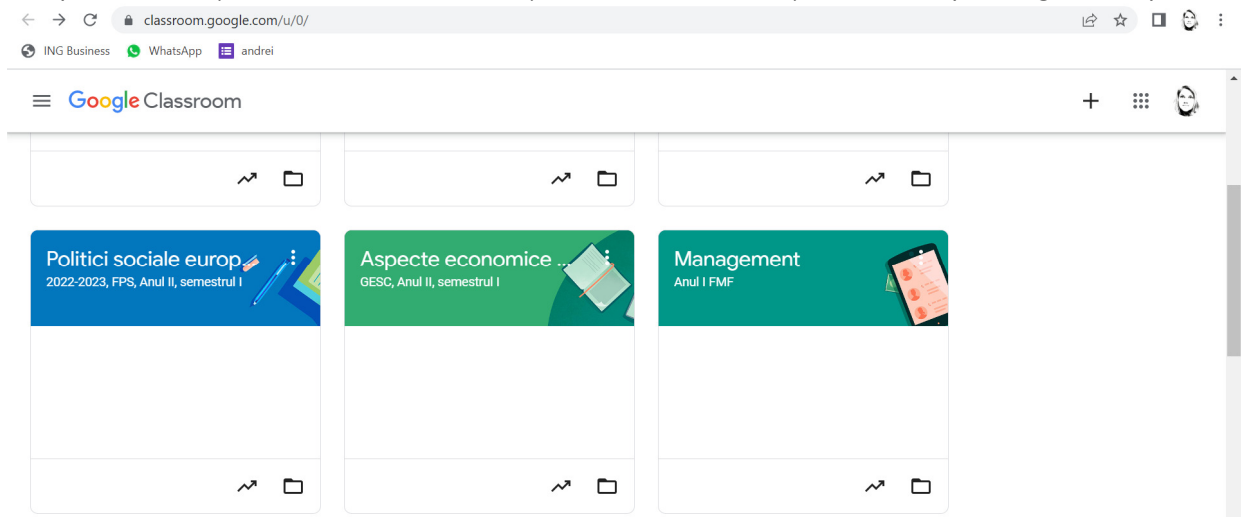 classroom.google.com/u/0/
ING Business WhatsApp andrei
Google Classroom
Politici sociale europ...
2022-2023, FPS, Anul II, semestrul I
Aspecte economice ...
GESC, Anul II, semestrul I
Management
Anul I FMF